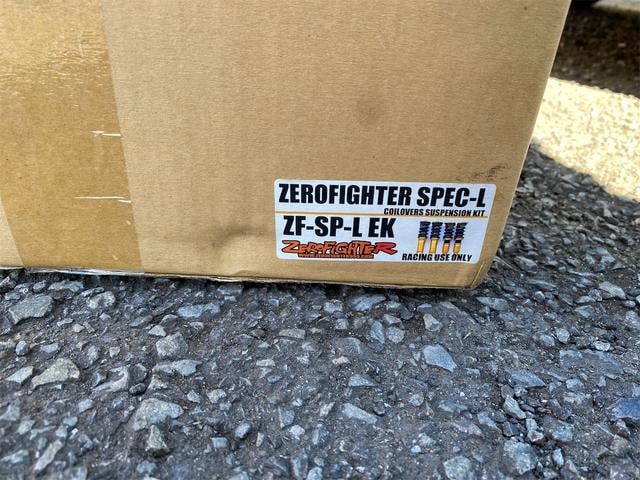 ZEROFIGHTER SPEC-L
COILOVERS SUSPENSION KIT
ZF-SP-L EK
ZEROFIGHTER
RACING USE ONLY